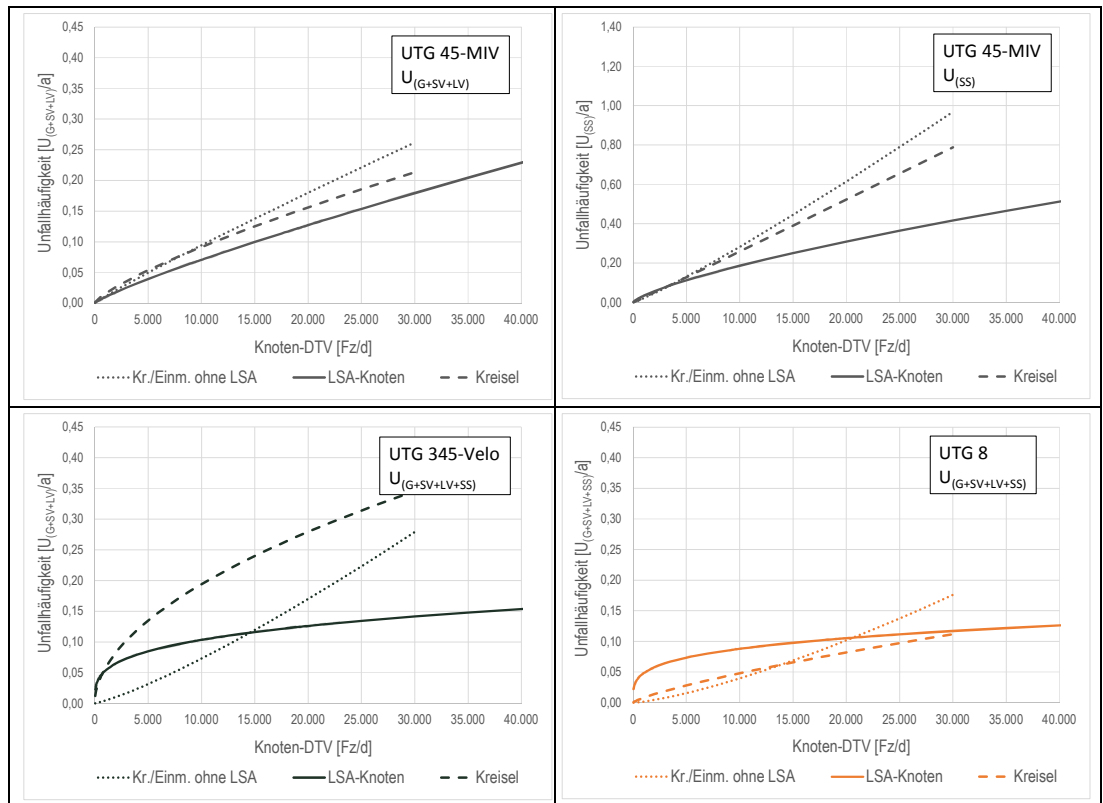 UTG 45-MIV
U(G+SV+LV)
Unfallhäufigkeit [U(G+SV+LV)/a]
0,45
0,40
0,35
0,30
0,25
0,20
0,15
0,10
0,05
0,00
0 5.000 10.000 15.000 20.000 25.000 30.000 35.000 40.000
Knoten-DTV [Fz/d]
Kr./Einm. ohne LSA LSA-Knoten Kreisel
UTG 45-MIV
U(SS)
Unfallhäufigkeit [U(SS)/a]
1,40
1,20
1,00
0,80
0,60
0,40
0,20
0,00
0 5.000 10.000 15.000 20.000 25.000 30.000 35.000 40.000
Knoten-DTV [Fz/d]
Kr./Einm. ohne LSA LSA-Knoten Kreisel
UTG 345-Velo
U(G+SV+LV+SS)
Unfallhäufigkeit [U(G+SV+LV)/a]
0,45
0,40
0,35
0,30
0,25
0,20
0,15
0,10
0,05
0,00
0 5.000 10.000 15.000 20.000 25.000 30.000 35.000 40.000
Knoten-DTV [Fz/d]
Kr./Einm. ohne LSA LSA-Knoten Kreisel
UTG 8
U(G+SV+LV+SS)
Unfallhäufigkeit [U(G+SV+LV+SS)/a]
0,45
0,40
0,35
0,30
0,25
0,20
0,15
0,10
0,05
0,00
0 5.000 10.000 15.000 20.000 25.000 30.000 35.000 40.000
Knoten-DTV [Fz/d]
Kr./Einm. ohne LSA LSA-Knoten Kreisel